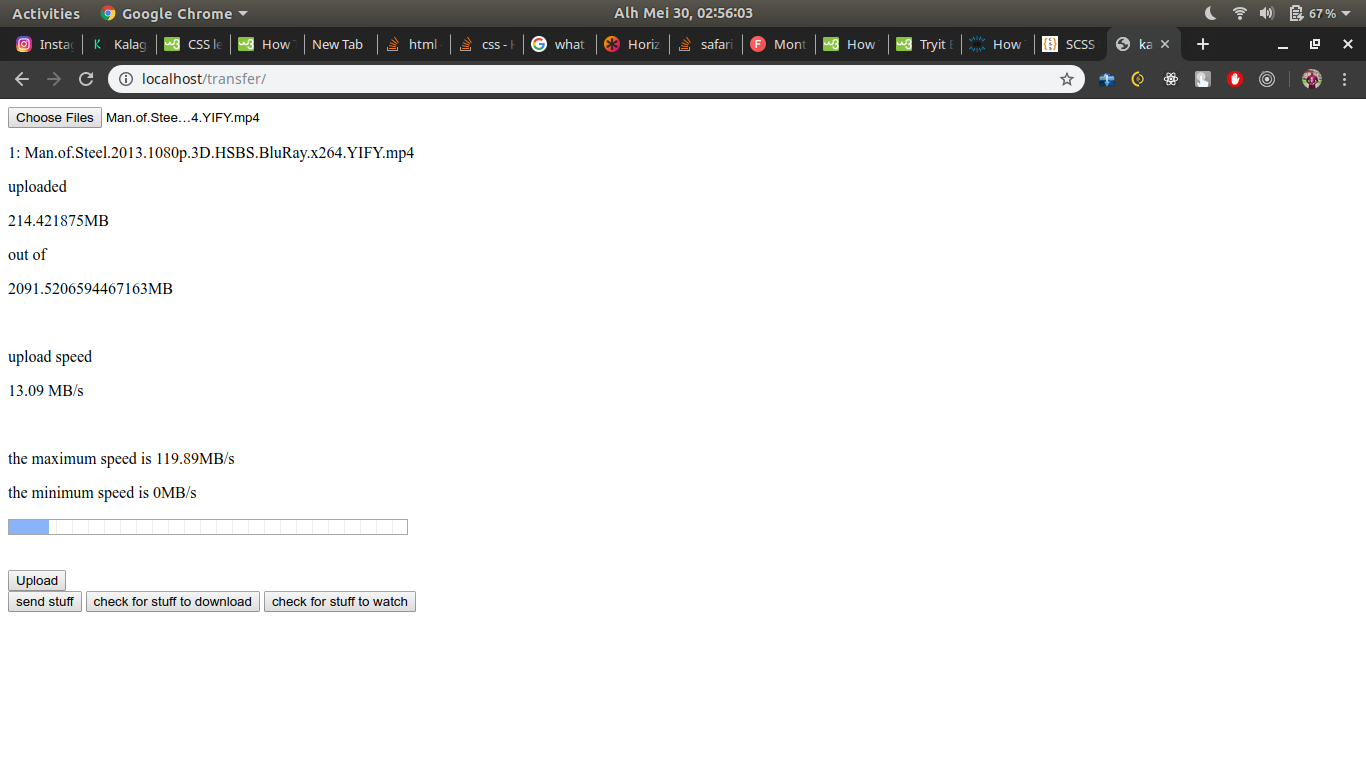 Activities Google Chrome Alh Mei 30, 02:56:03 67%
Insta Kalag CSS le How T New Tab html css - H what Horiz safari Mont How Tryit E How T SCSS ka
localhost/transfer/
Choose Files Man.of.Stee…4.YIFY.mp4
1: Man.of.Steel.2013.1080p.3D.HSBS.BluRay.x264.YIFY.mp4
uploaded
214.421875MB
out of
2091.5206594467163MB
upload speed
13.09 MB/s
the maximum speed is 119.89MB/s
the minimum speed is 0MB/s
Upload
send stuff check for stuff to download check for stuff to watch